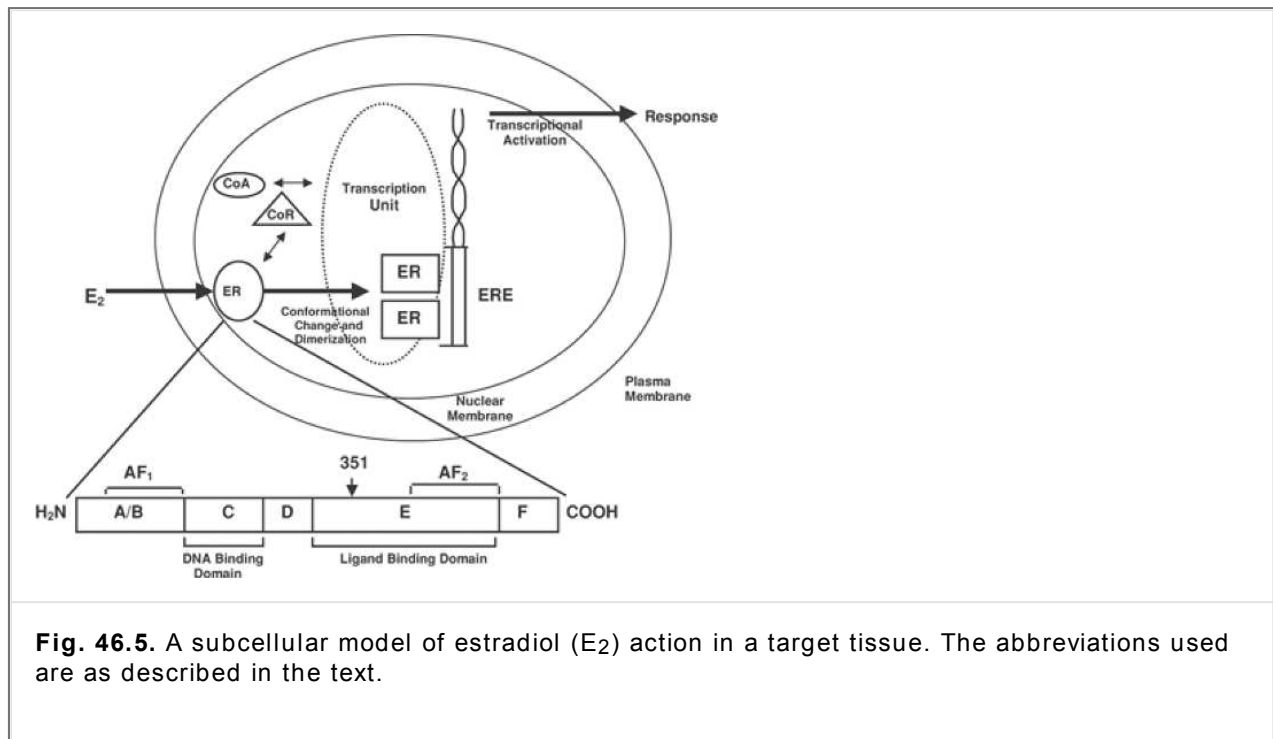 Transcriptional
Activation
Response
CoA
Transcription
Unit
CoR
E2
ER
Conformational
Change and
Dimerization
ER
ER
ERE
Plasma
Membrane
Nuclear
Membrane
AF1
351
AF2
H2N
A/B
C
D
E
F
COOH
DNA Binding
Domain
Ligand Binding Domain
Fig. 46.5. A subcellular model of estradiol (E2) action in a target tissue. The abbreviations used
are as described in the text.